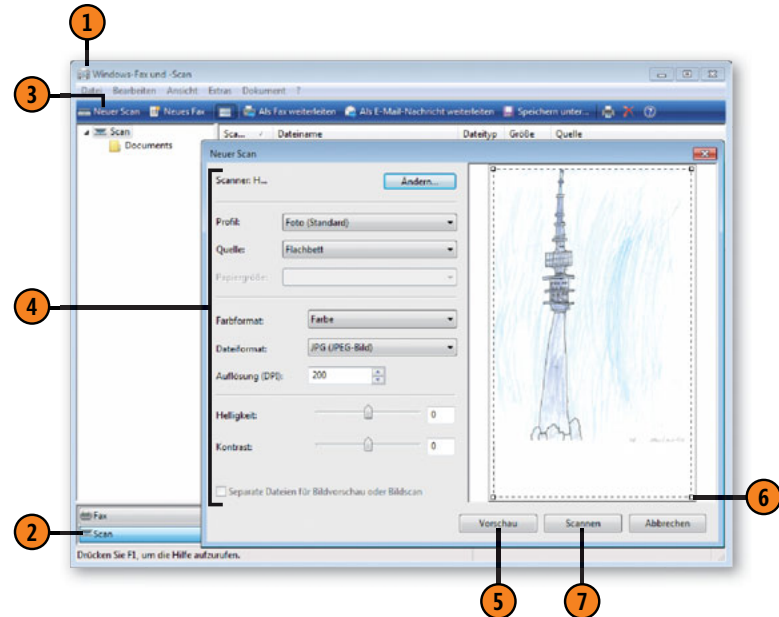 1
Windows-Fax und -Scan
Datei Bearbeiten Ansicht Extras Dokument ?
3
Neuer Scan Neues Fax Als Fax weiterleiten Als E-Mail-Nachricht weiterleiten Speichern unter...
Scan
Documents
Sca... Dateiname Dateityp Größe Quelle
Neuer Scan
Scanner: H... Ändern...
Profil: Foto (Standard)
Quelle: Flachbett
Papiergröße:
4
Farbformat: Farbe
Dateiformat: JPG (JPEG-Bild)
Auflösung (DPI): 200
Helligkeit: 0
Kontrast: 0
Separate Dateien für Bildvorschau oder Bildscan
6
Fax
2
Scan
Vorschau Scannen Abbrechen
Drücken Sie F1, um die Hilfe aufzurufen.
5
7